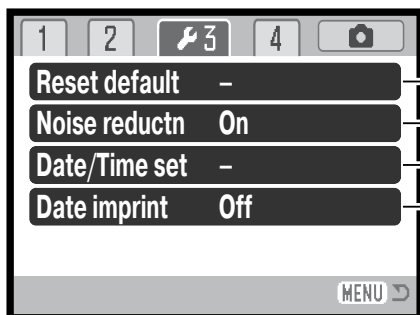 1 2 3 4
Reset default –
Noise reductn On
Date/Time set –
Date imprint Off
MENU